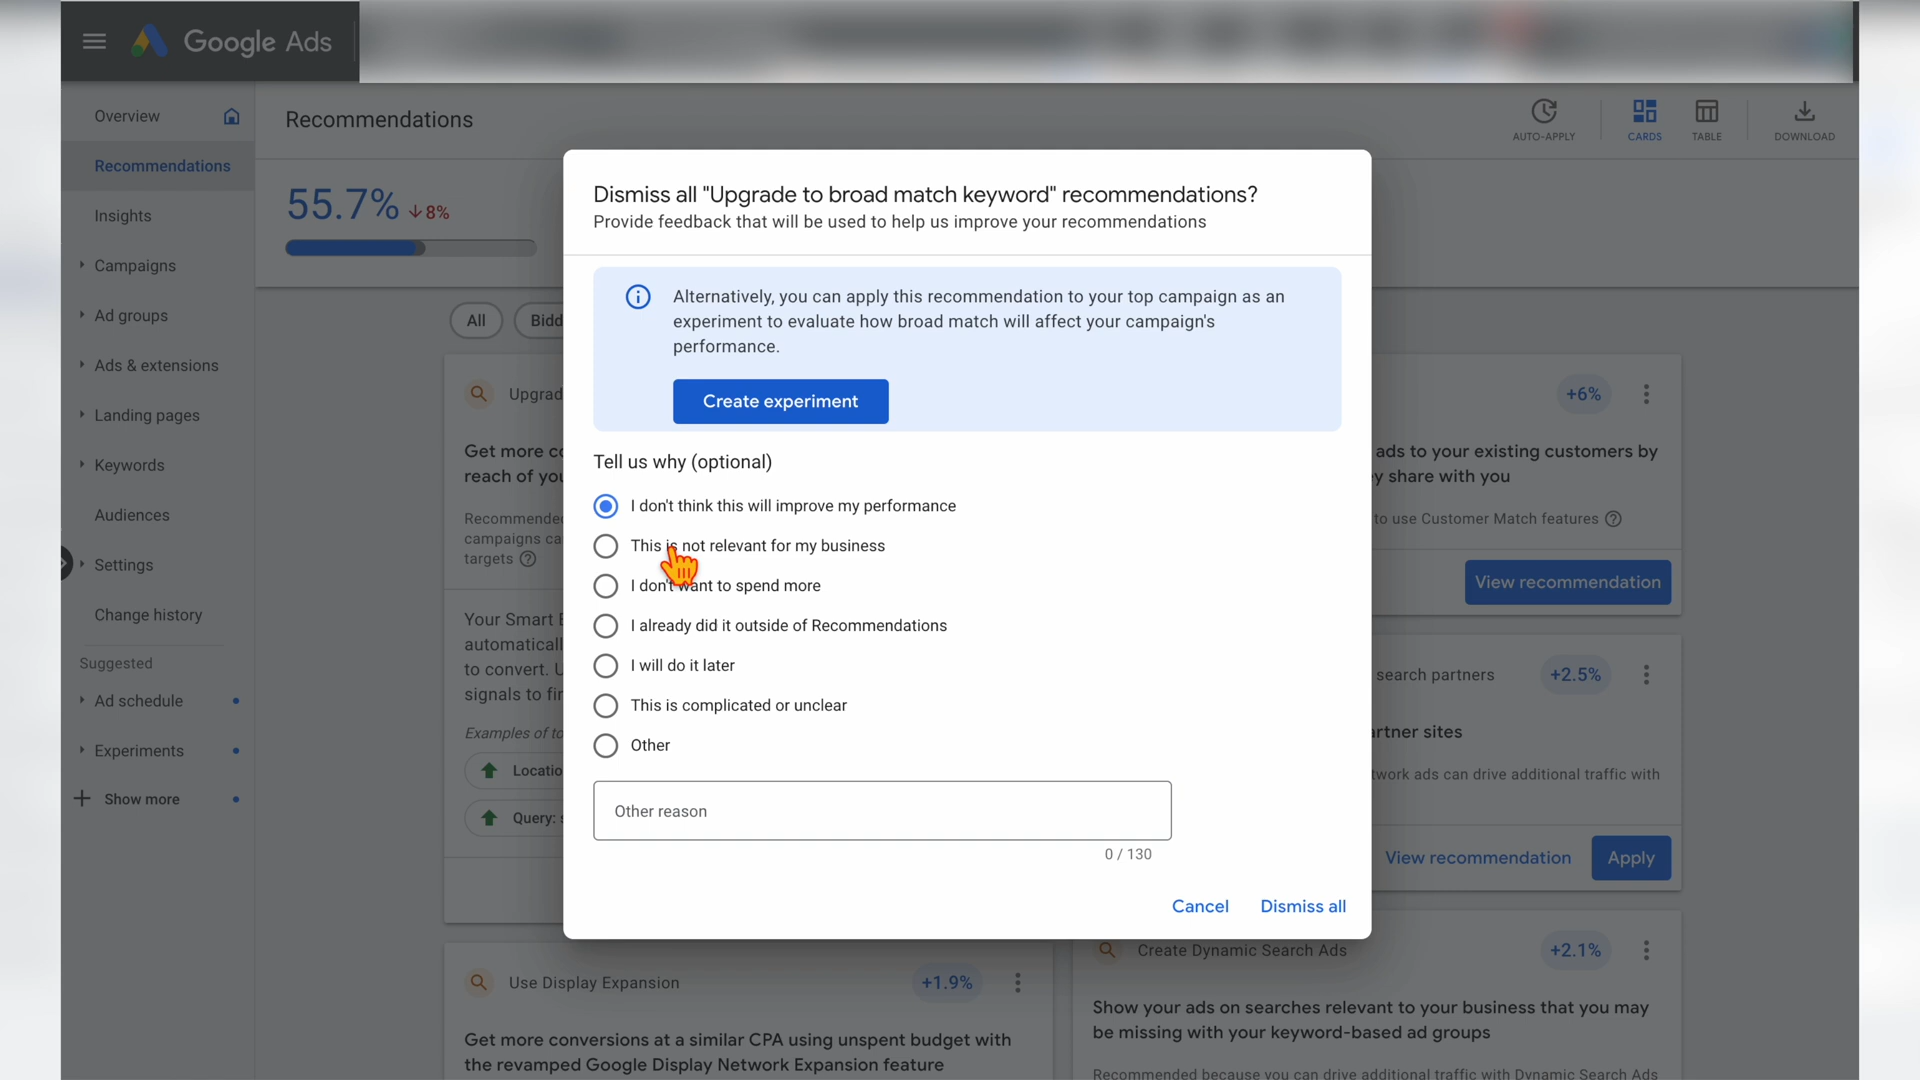 Google Ads
Overview
Recommendations
Insights
Campaigns
Ad groups
Ads & extensions
Landing pages
Keywords
Audiences
Settings
Change history
Suggested
Ad schedule
Experiments
Show more
Recommendations
AUTO-APPLY
CARDS
TABLE
DOWNLOAD
55.7%
8%
All
Bidd
Upgrad
Get more co
reach of you
Recommended
campaigns ca
targets
Your Smart B
automaticall
to convert. U
signals to fin
Examples of to
Locatio
Query: s
Dismiss all "Upgrade to broad match keyword" recommendations?
Provide feedback that will be used to help us improve your recommendations
Alternatively, you can apply this recommendation to your top campaign as an
experiment to evaluate how broad match will affect your campaign's
performance.
Create experiment
Tell us why (optional)
I don't think this will improve my performance
This is not relevant for my business
I don't want to spend more
I already did it outside of Recommendations
I will do it later
This is complicated or unclear
Other
Other reason
0 / 130
Cancel
Dismiss all
+6%
ads to your existing customers by
y share with you
to use Customer Match features
View recommendation
search partners
+2.5%
rtner sites
twork ads can drive additional traffic with
View recommendation
Apply
Use Display Expansion
+1.9%
Get more conversions at a similar CPA using unspent budget with
the revamped Google Display Network Expansion feature
Create Dynamic Search Ads
+2.1%
Show your ads on searches relevant to your business that you may
be missing with your keyword-based ad groups
Recommended because you can drive additional traffic with Dynamic Search Ads